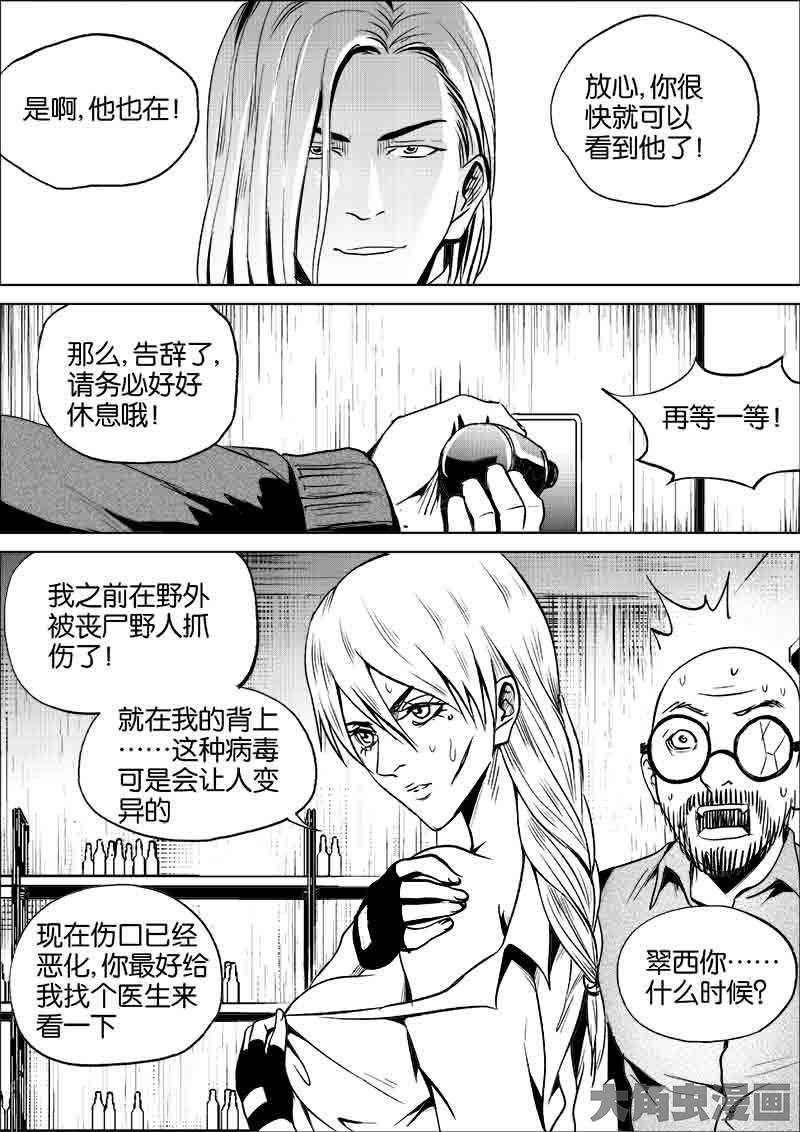 是啊，他也在！
放心，你很
快就可以
看到他了！
那么，告辞了，
请务必好好
休息哦！
再等一等！
我之前在野外
被丧尸野人抓
伤了！
就在我的背上
……这种病毒
可是会让人变
异的
现在伤口已经
恶化，你最好给
我找个医生来
看一下
翠西你……
什么时候？
大角虫漫画